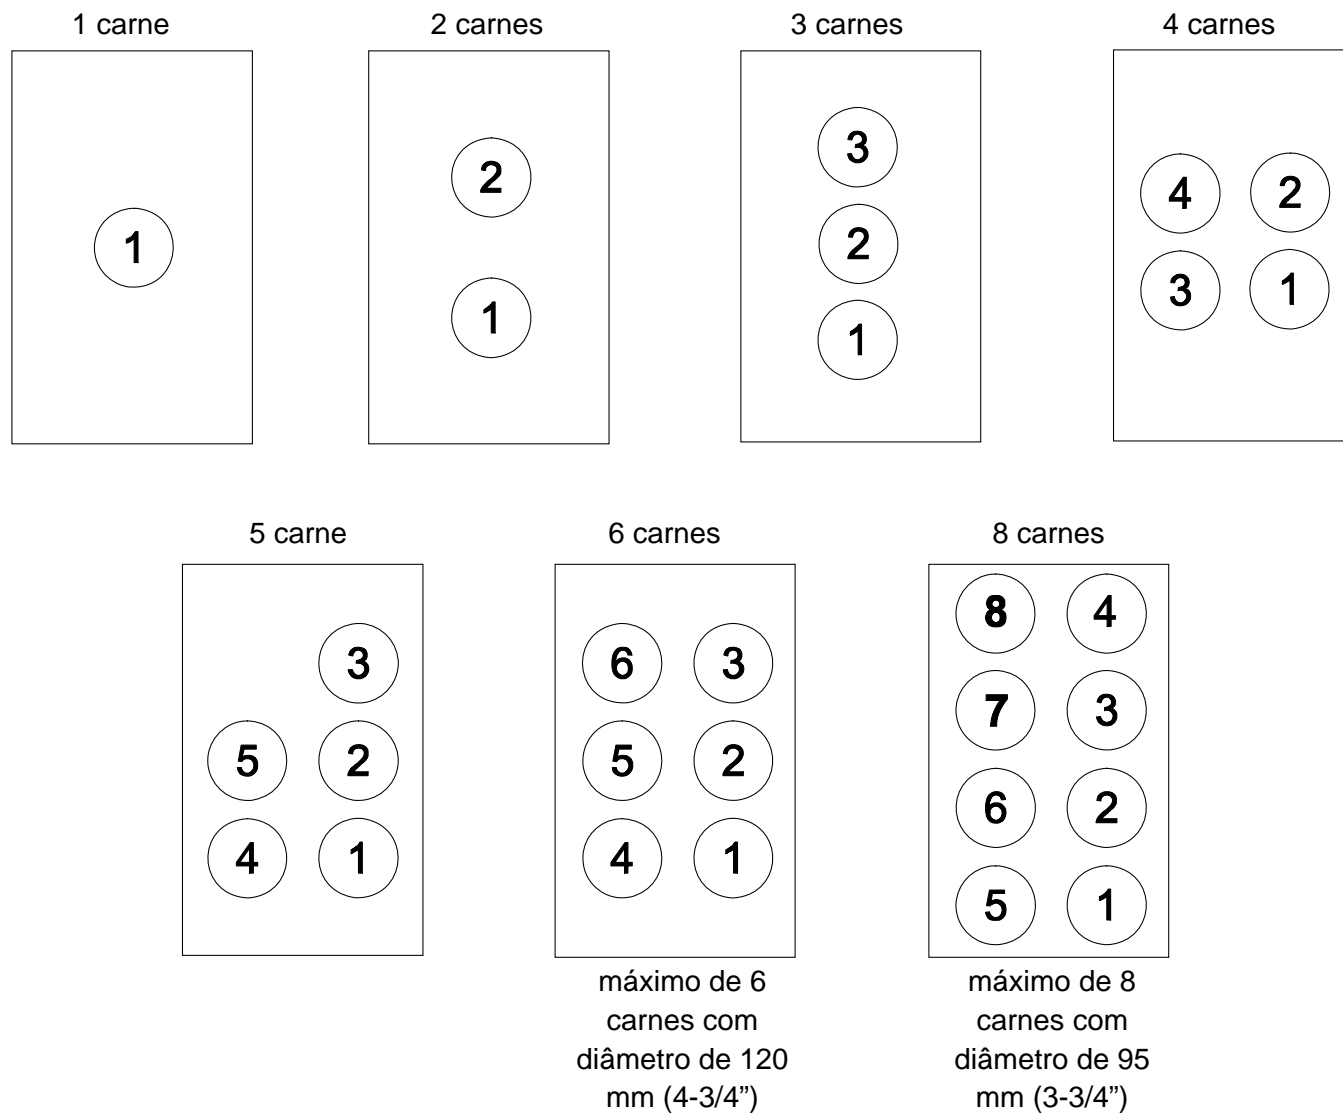 1 carne
2 carnes
3 carnes
4 carnes
1
2
1
3
2
1
4 2
3 1
5 carne
6 carnes
8 carnes
3
5 2
4 1
6 3
5 2
4 1
8 4
7 3
6 2
5 1
máximo de 6
carnes com
diâmetro de 120
mm (4-3/4”)
máximo de 8
carnes com
diâmetro de 95
mm (3-3/4”)